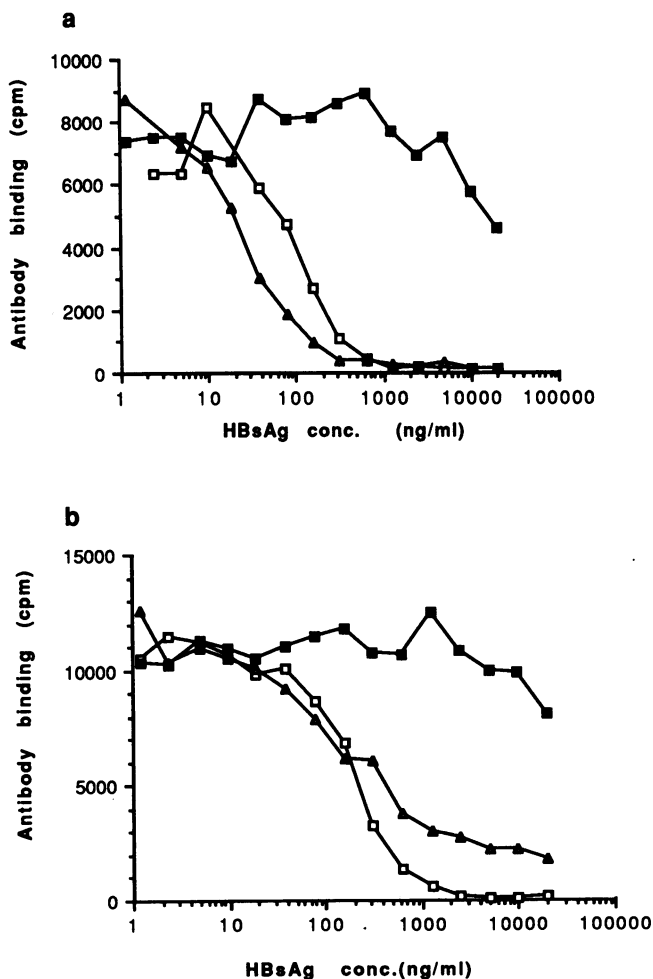 a
10000
8000
6000
4000
2000
0
Antibody binding (cpm)
1 10 100 1000 10000 100000
HBsAg conc. (ng/ml)
b
15000
10000
5000
0
Antibody binding (cpm)
1 10 100 1000 10000 100000
HBsAg conc.(ng/ml)